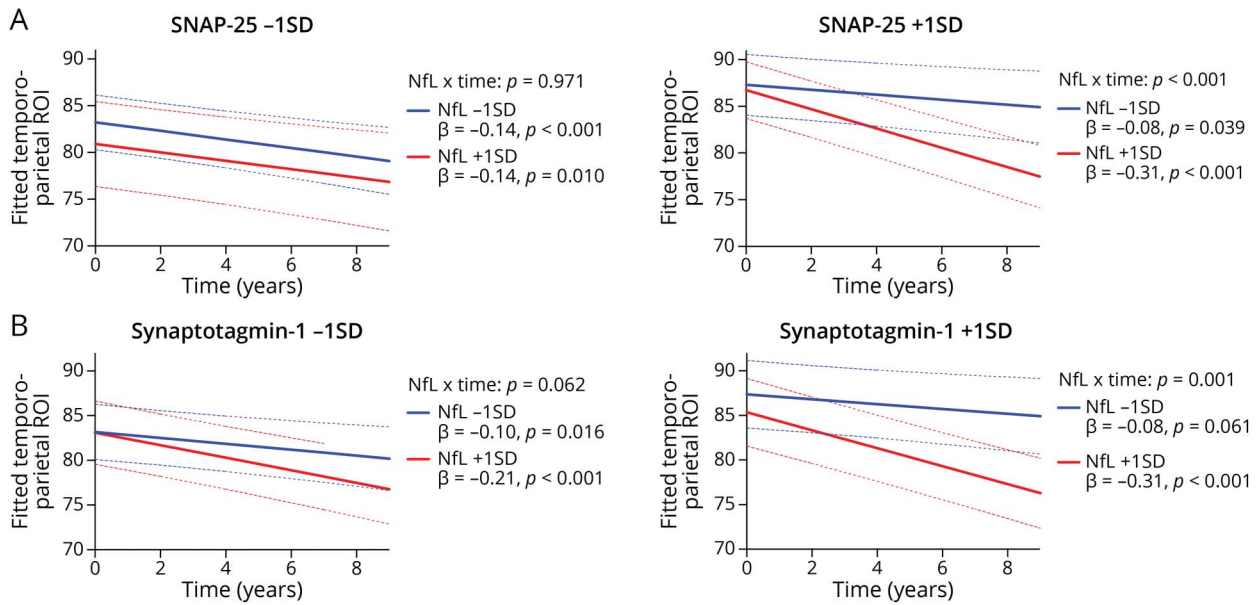 A
SNAP-25 –1SD
Fitted temporo-
parietal ROI
90
85
80
75
70
0 2 4 6 8
Time (years)
NfL x time: p = 0.971
NfL –1SD
β = –0.14, p < 0.001
NfL +1SD
β = –0.14, p = 0.010
SNAP-25 +1SD
Fitted temporo-
parietal ROI
90
85
80
75
70
0 2 4 6 8
Time (years)
NfL x time: p < 0.001
NfL –1SD
β = –0.08, p = 0.039
NfL +1SD
β = –0.31, p < 0.001
B
Synaptotagmin-1 –1SD
Fitted temporo-
parietal ROI
90
85
80
75
70
0 2 4 6 8
Time (years)
NfL x time: p = 0.062
NfL –1SD
β = –0.10, p = 0.016
NfL +1SD
β = –0.21, p < 0.001
Synaptotagmin-1 +1SD
Fitted temporo-
parietal ROI
90
85
80
75
70
0 2 4 6 8
Time (years)
NfL x time: p = 0.001
NfL –1SD
β = –0.08, p = 0.061
NfL +1SD
β = –0.31, p < 0.001